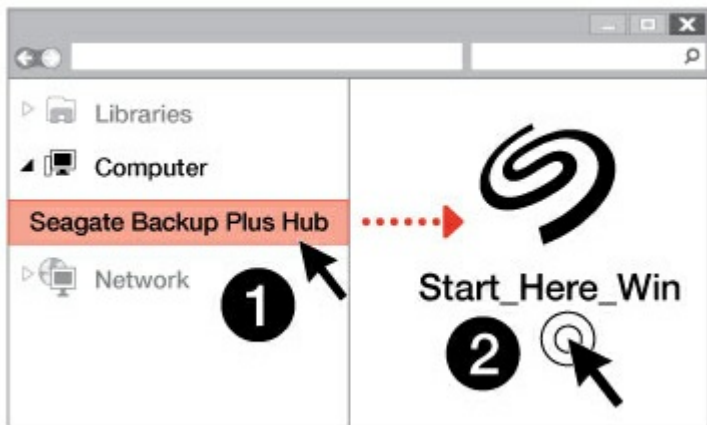 Libraries
Computer
Seagate Backup Plus Hub
Network
1
Start_Here_Win
2